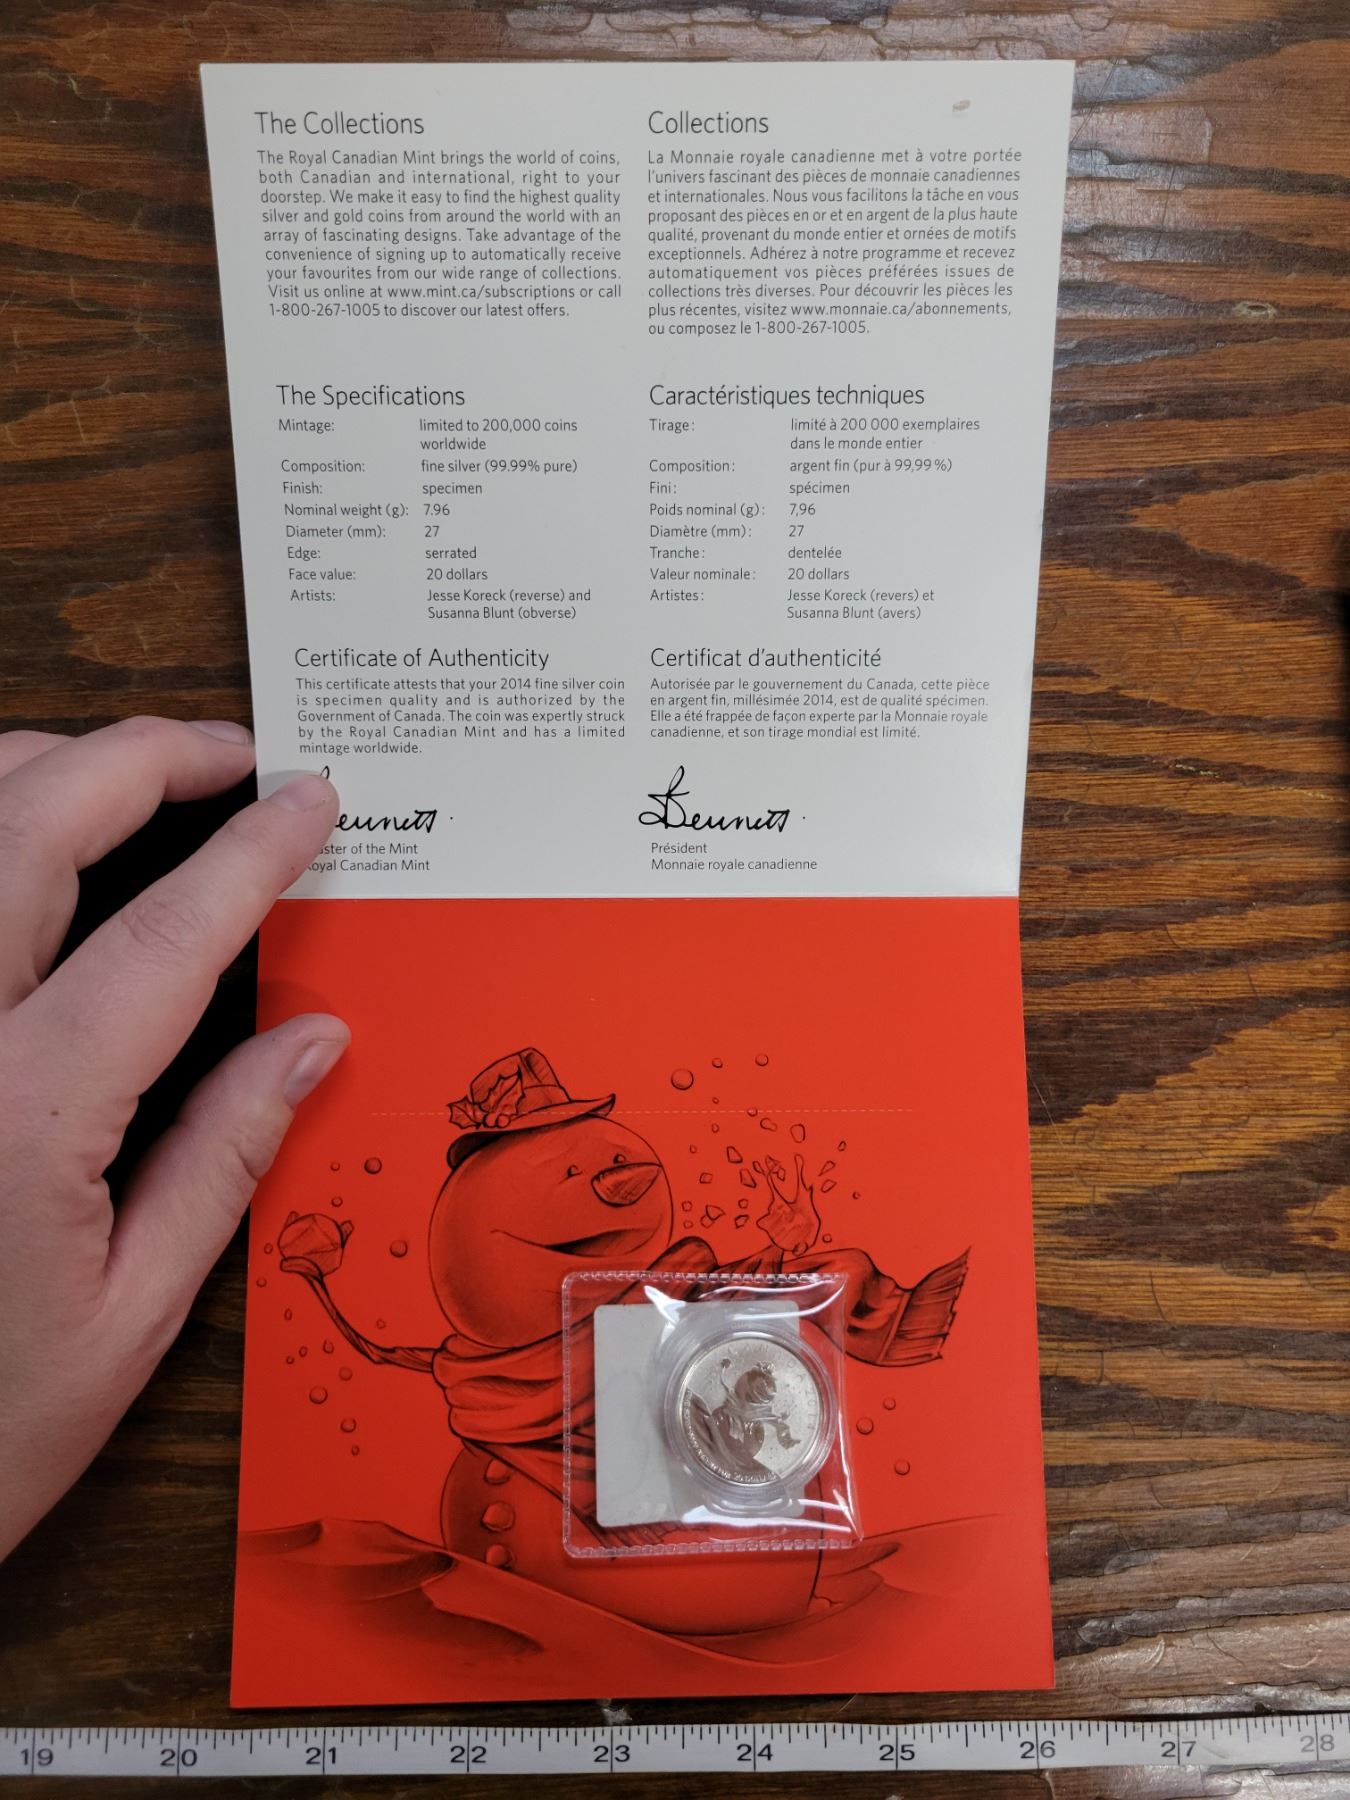 The Collections
The Royal Canadian Mint brings the world of coins,
both Canadian and international, right to your
doorstep. We make it easy to find the highest quality
silver and gold coins from around the world with an
array of fascinating designs. Take advantage of the
convenience of signing up to automatically receive
your favourites from our wide range of collections.
Visit us online at www.mint.ca/subscriptions or call
1-800-267-1005 to discover our latest offers.
Collections
La Monnaie royale canadienne met à votre portée
l'univers fascinant des pièces de monnaie canadiennes
et internationales. Nous vous facilitons la tâche en vous
proposant des pièces en or et en argent de la plus haute
qualité, provenant du monde entier et ornées de motifs
exceptionnels. Adhérez à notre programme et recevez
automatiquement vos pièces préférées issues de
collections très diverses. Pour découvrir les pièces les
plus récentes, visitez www.monnaie.ca/abonnements,
ou composez le 1-800-267-1005.
The Specifications
Mintage: limited to 200,000 coins
worldwide
Composition: fine silver (99.99% pure)
Finish: specimen
Nominal weight (g): 7.96
Diameter (mm): 27
Edge: serrated
Face value: 20 dollars
Artists: Jesse Koreck (reverse) and
Susanna Blunt (obverse)
Caractéristiques techniques
Tirage : limité à 200 000 exemplaires
dans le monde entier
Composition : argent fin (pur à 99,99 %)
Fini : spécimen
Poids nominal (g) : 7,96
Diamètre (mm) : 27
Tranche : dentelée
Valeur nominale : 20 dollars
Artistes : Jesse Koreck (revers) et
Susanna Blunt (avers)
Certificate of Authenticity
This certificate attests that your 2014 fine silver coin
is specimen quality and is authorized by the
Government of Canada. The coin was expertly struck
by the Royal Canadian Mint and has a limited
mintage worldwide.
ennett
ster of the Mint
oyal Canadian Mint
Certificat d'authenticité
Autorisée par le gouvernement du Canada, cette pièce
en argent fin, millésimée 2014, est de qualité spécimen.
Elle a été frappée de façon experte par la Monnaie royale
canadienne, et son tirage mondial est limité.
Bennett
Président
Monnaie royale canadienne
CANADA 2014
20 DOLLARS
19 20 21 22 23 24 25 26 27 28